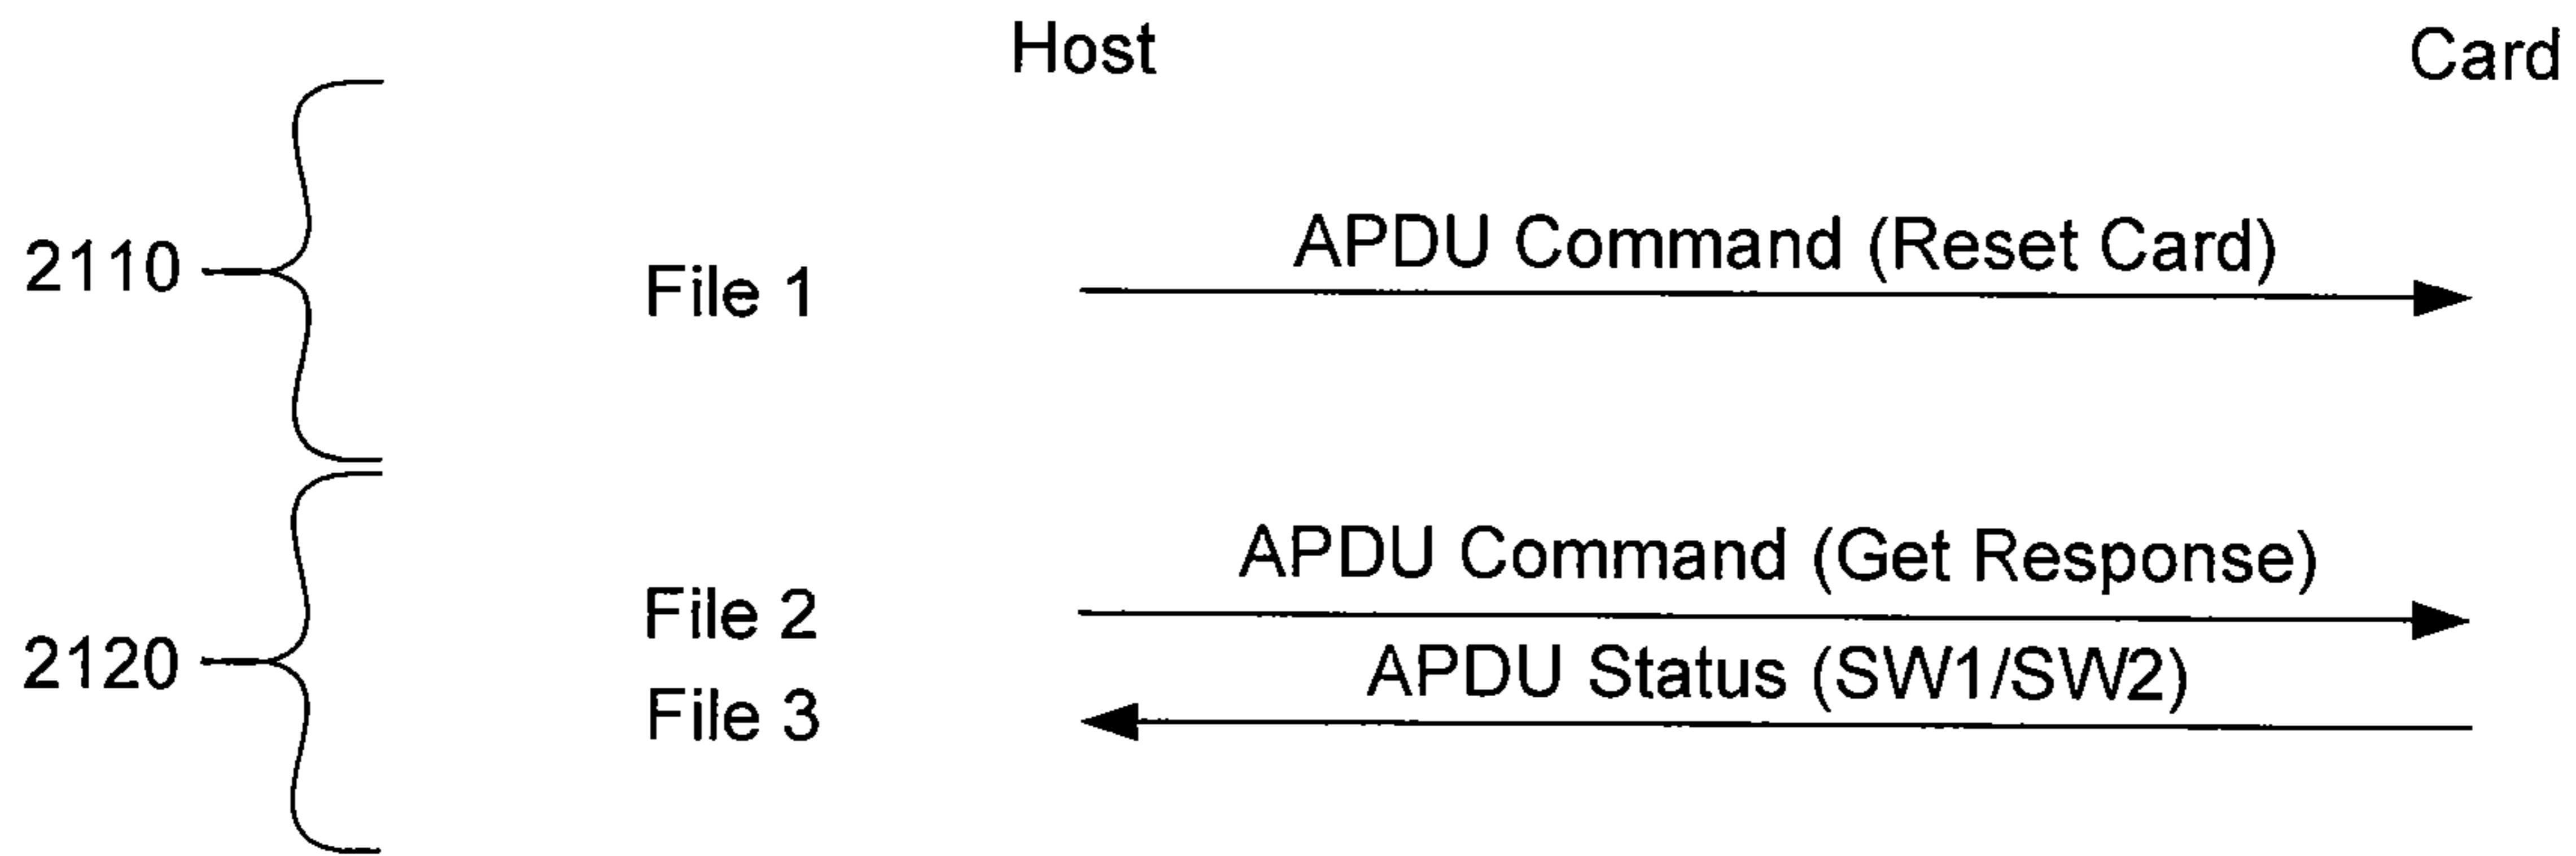 Host
Card
2110
File 1
APDU Command (Reset Card)
2120
File 2
APDU Command (Get Response)
File 3
APDU Status (SW1/SW2)